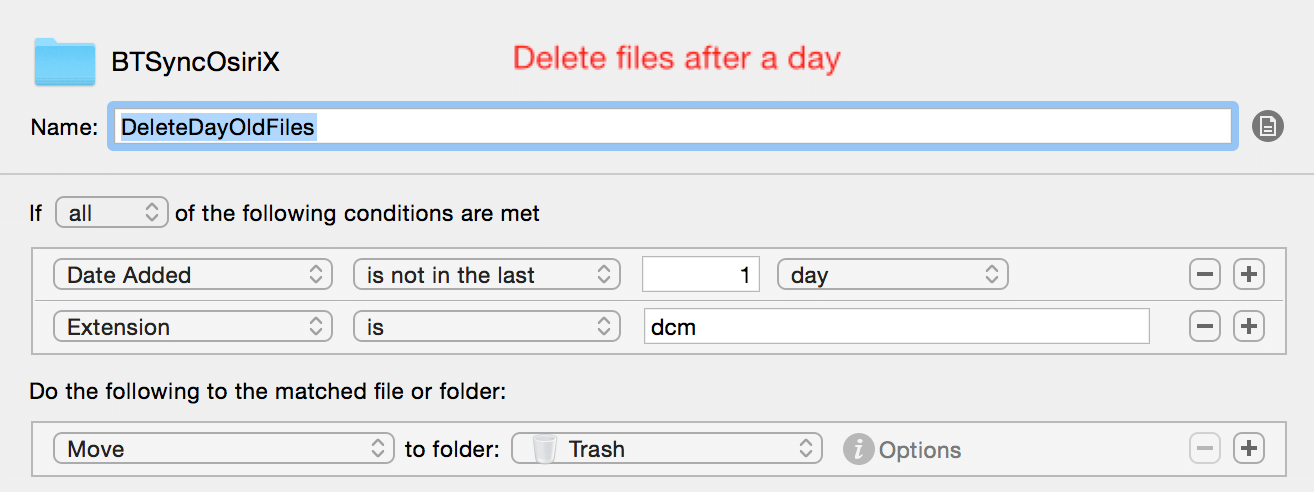 BTSyncOsiriX
Delete files after a day
Name: DeleteDayOldFiles
If all of the following conditions are met
Date Added is not in the last 1 day
Extension is dcm
Do the following to the matched file or folder:
Move to folder: Trash Options